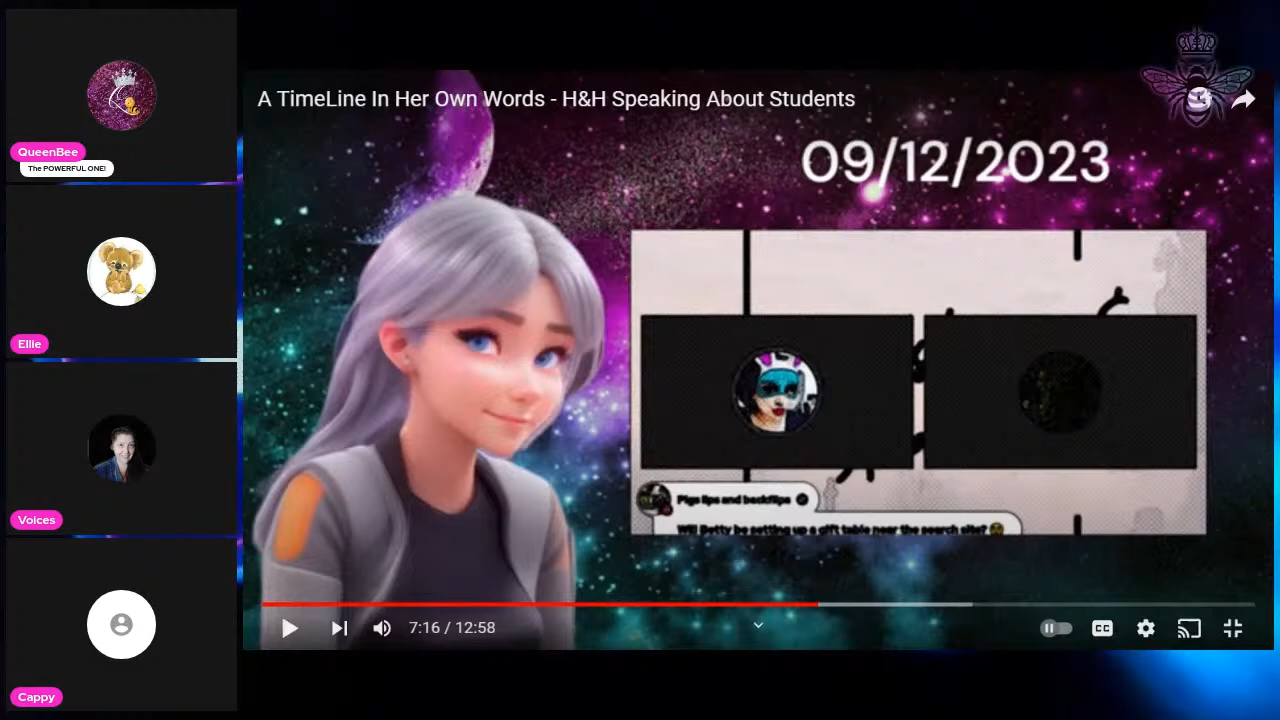 QueenBee
The POWERFUL ONE!
Ellie
Voices
Cappy
A TimeLine In Her Own Words - H&H Speaking About Students
09/12/2023
Pigs lips and backflips
Will Betty be setting up a gift table near the search site?
7:16 / 12:58
CC